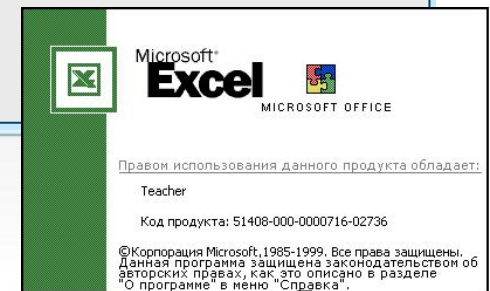 Microsoft
Excel
MICROSOFT OFFICE
Правом использования данного продукта обладает:
Teacher
Код продукта: 51408-000-0000716-02736
©Корпорация Microsoft,1985-1999. Все права защищены.
Данная программа защищена законодательством об
авторских правах, как это описано в разделе
"О программе" в меню "Справка".